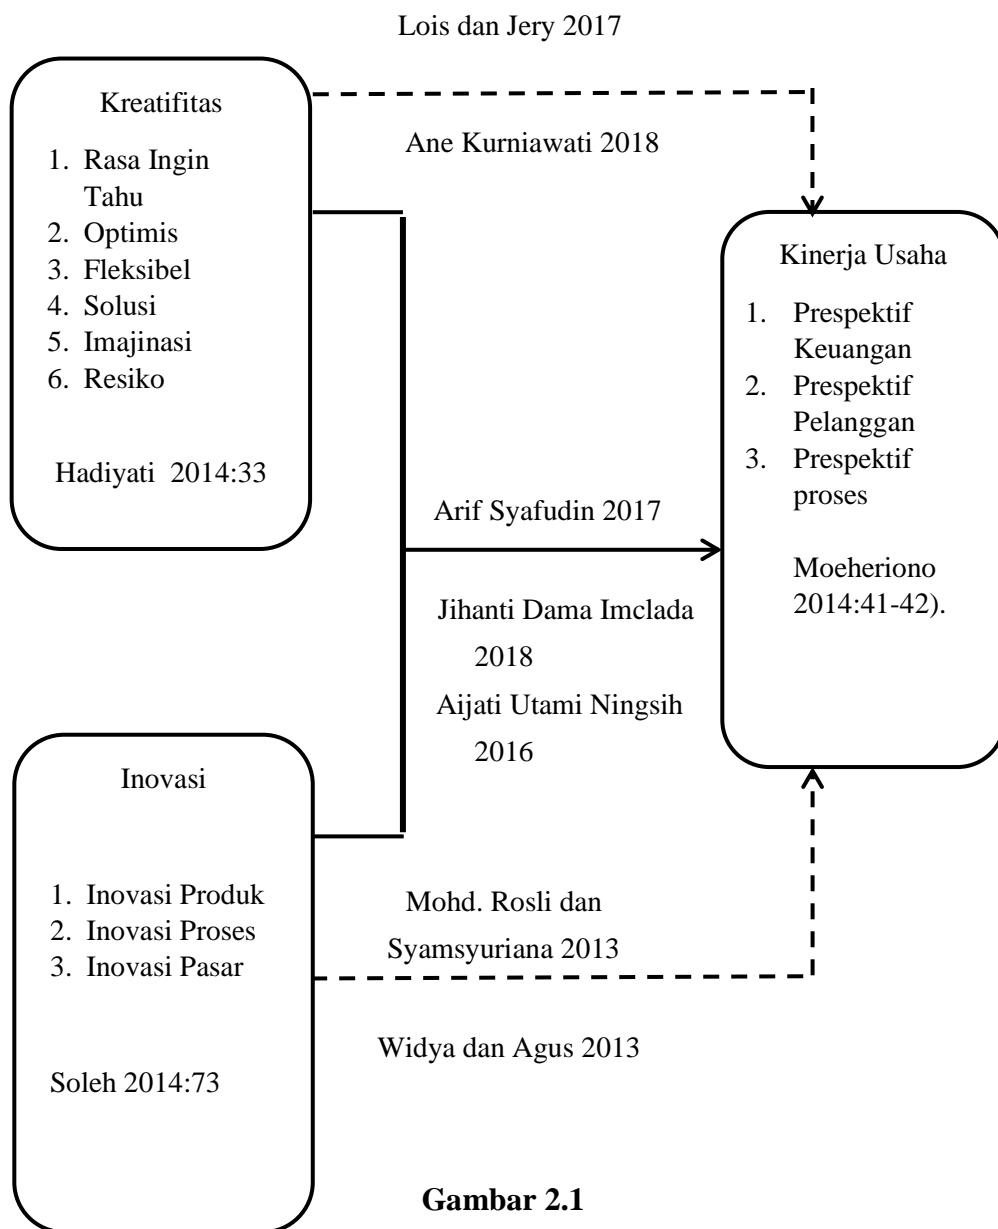 Lois dan Jery 2017
Kreatifitas
1. Rasa Ingin
Tahu
2. Optimis
3. Fleksibel
4. Solusi
5. Imajinasi
6. Resiko
Hadiyati 2014:33
Ane Kurniawati 2018
Kinerja Usaha
1. Prespektif
Keuangan
2. Prespektif
Pelanggan
3. Prespektif
proses
Moeheriono
2014:41-42).
Arif Syafudin 2017
Jihanti Dama Imclada
2018
Aijati Utami Ningsih
2016
Inovasi
1. Inovasi Produk
2. Inovasi Proses
3. Inovasi Pasar
Soleh 2014:73
Mohd. Rosli dan
Syamsyuriana 2013
Widya dan Agus 2013
Gambar 2.1